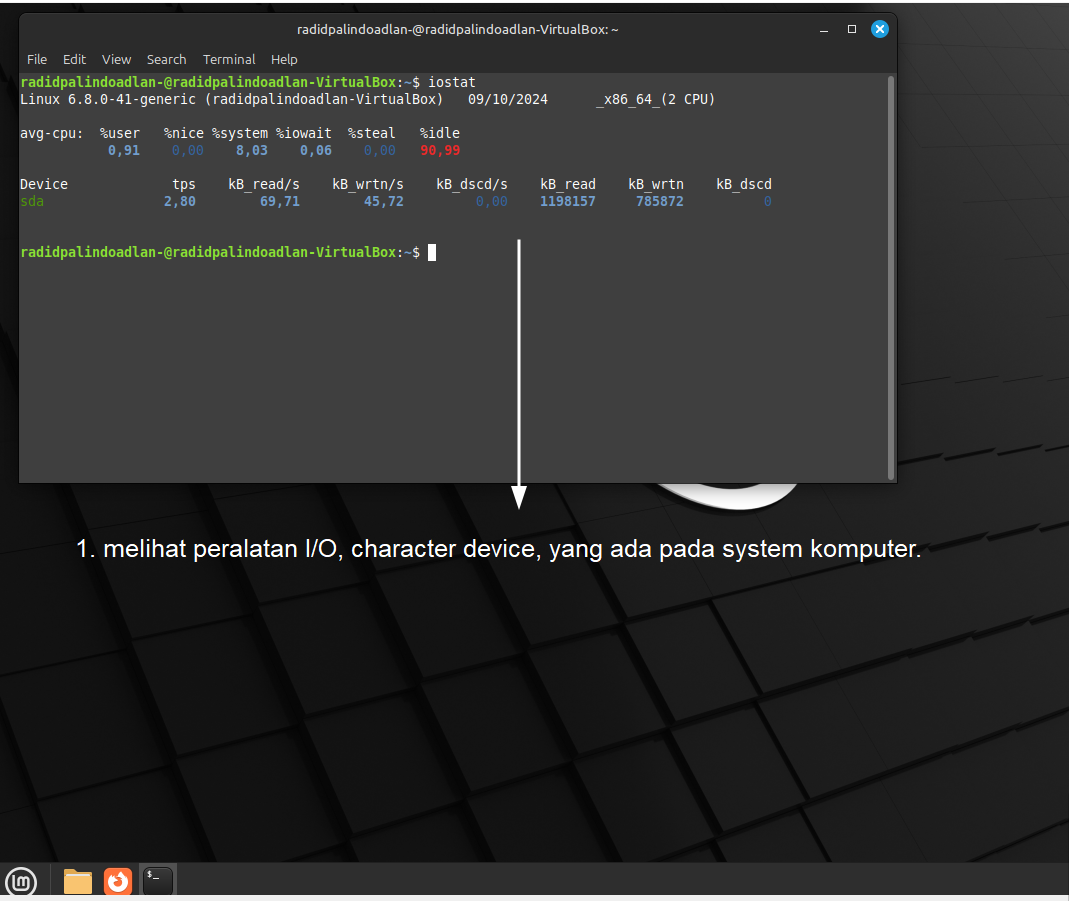 radidpalindoadlan-@radidpalindoadlan-VirtualBox: ~
File Edit View Search Terminal Help
radidpalindoadlan-@radidpalindoadlan-VirtualBox:~$ iostat
Linux 6.8.0-41-generic (radidpalindoadlan-VirtualBox) 09/10/2024 _x86_64_(2 CPU)
avg-cpu: %user %nice %system %iowait %steal %idle
0,91 0,00 8,03 0,06 0,00 90,99
Device tps kB_read/s kB_wrtn/s kB_dscd/s kB_read kB_wrtn kB_dscd
sda 2,80 69,71 45,72 0,00 1198157 785872 0
radidpalindoadlan-@radidpalindoadlan-VirtualBox:~$
1. melihat peralatan I/O, character device, yang ada pada system komputer.
lm
$_